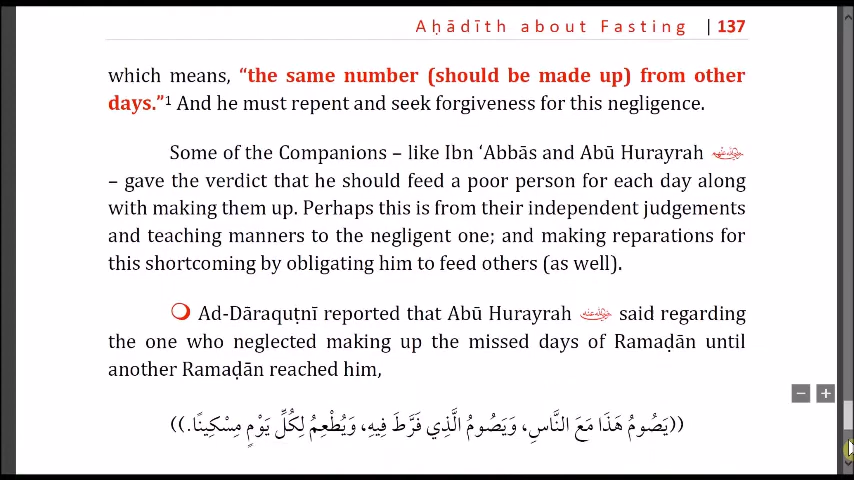 Aḥādīth about Fasting | 137
which means, “the same number (should be made up) from other
days.”1 And he must repent and seek forgiveness for this negligence.
Some of the Companions – like Ibn ‘Abbās and Abū Hurayrah
– gave the verdict that he should feed a poor person for each day along
with making them up. Perhaps this is from their independent judgements
and teaching manners to the negligent one; and making reparations for
this shortcoming by obligating him to feed others (as well).
Ad-Dāraquṭnī reported that Abū Hurayrah said regarding
the one who neglected making up the missed days of Ramaḍān until
another Ramaḍān reached him,
((يَصُومُ هَذَا مَعَ النَّاسِ، وَيَصُومُ الَّذِي فَرَّطَ فِيهِ، وَيُطْعِمُ لِكُلِّ يَوْمٍ مِسْكِينًا.))